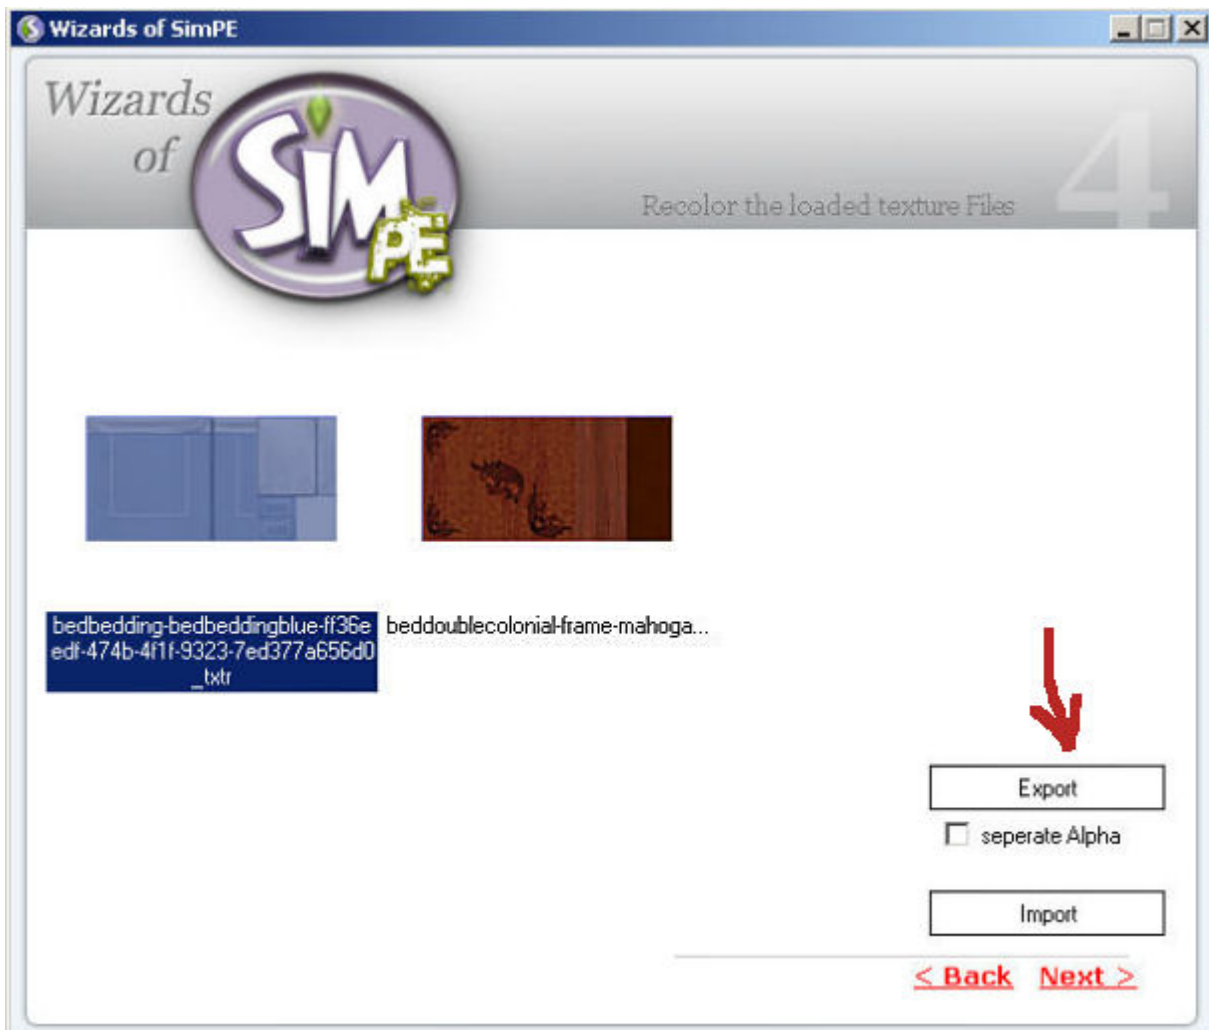 Wizards of SimPE
Wizards
of
SiM
PE
4
Recolor the loaded texture Files
bedbedding-bedbeddingblue-ff36e
edf-474b-4f1f-9323-7ed377a656d0
_txtr
beddoublecolonial-frame-mahoga...
Export
seperate Alpha
Import
< Back Next >